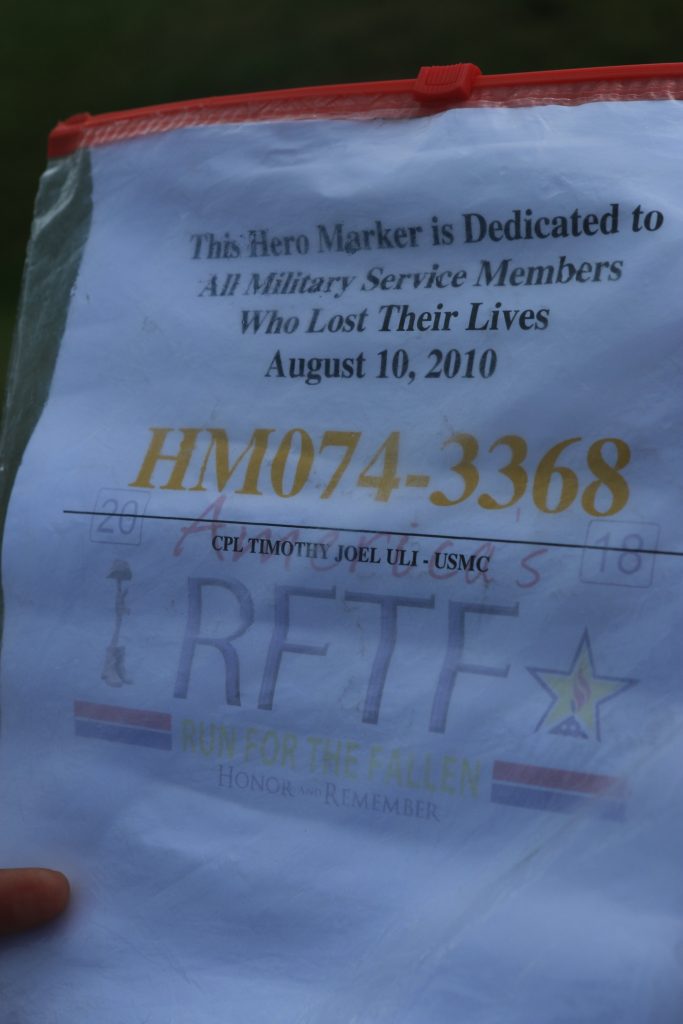 This Hero Marker is Dedicated to
All Military Service Members
Who Lost Their Lives
August 10, 2010
HM074-3368
20 America's 18
CPL TIMOTHY JOEL ULI - USMC
RFTF
RUN FOR THE FALLEN
HONOR AND REMEMBER